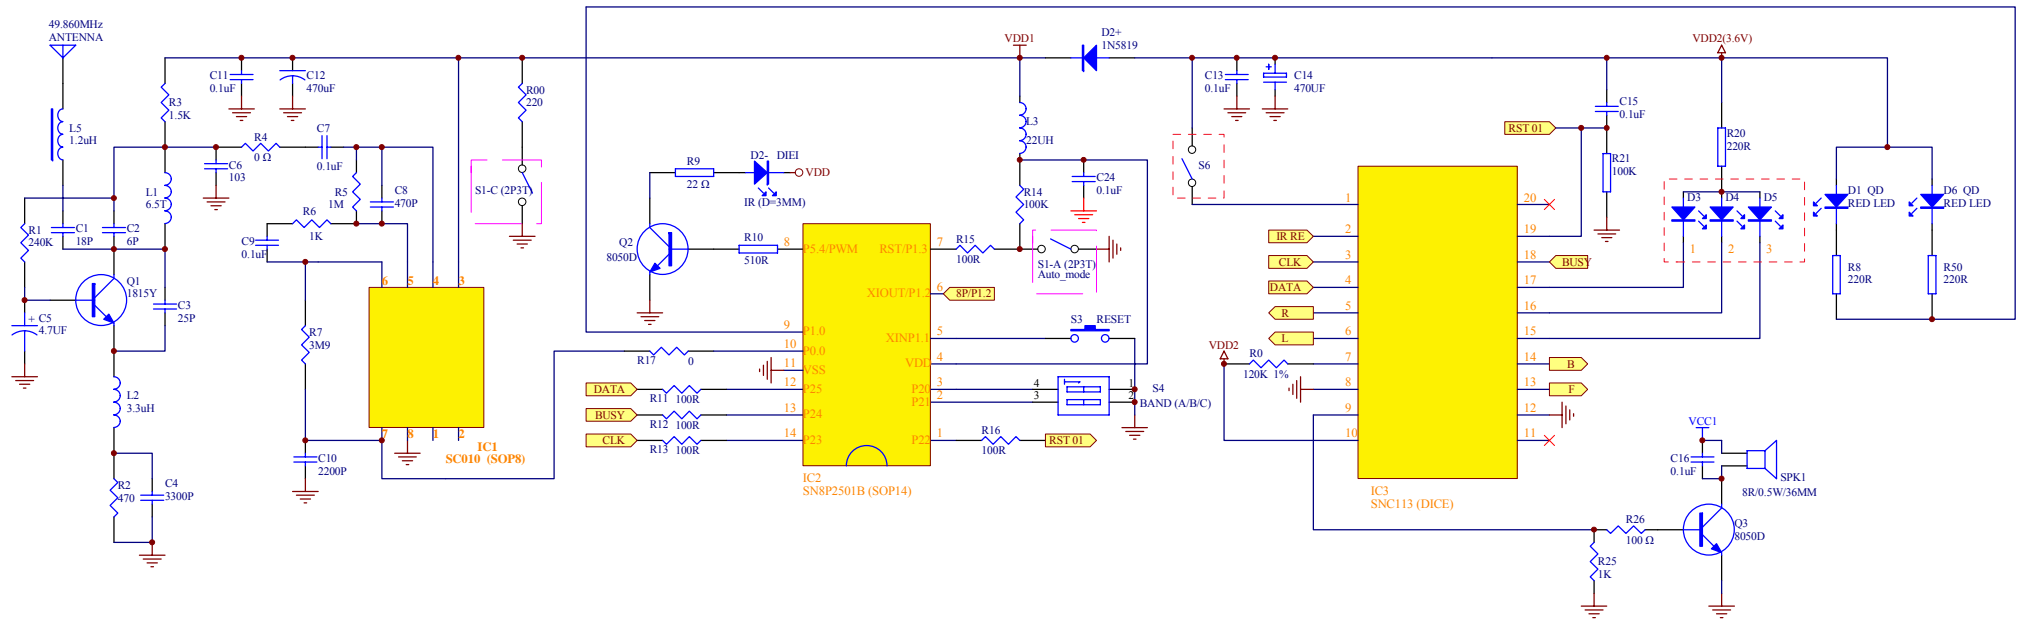 49.860MHz
ANTENNA
L5
1.2uH
R3
1.5K
C11
0.1uF
C12
470uF
R4
0 Ω
C7
0.1uF
C6
103
L1
6.5T
R5
1M
C8
470P
R6
1K
C9
0.1uF
R1
240K
C1
18P
C2
6P
Q1
1815Y
C3
25P
+ C5
4.7UF
L2
3.3uH
R2
470
C4
3300P
R7
3M9
C10
2200P
6 5 4 3
7 8 1 2
IC1
SC010 (SOP8)
R00
220
S1-C (2P3T)
R9
22 Ω
D2- DIEI
VDD
IR (D=3MM)
Q2
8050D
R10
510R
VDD1
D2+
1N5819
L3
22UH
C24
0.1uF
R14
100K
R15
100R
S1-A (2P3T)
Auto_mode
8 P5.4/PWM
RST/P1.3 7
XIOUT/P1.2 6
8P/P1.2
9 P1.0
10 P0.0
11 VSS
12 P25
13 P24
14 P23
XINP1.1 5
VDD 4
P20 3
P21 2
P22 1
R17 0
DATA
R11 100R
BUSY
R12 100R
CLK
R13 100R
IC2
SN8P2501B (SOP14)
S3 RESET
4 1
3 2
S4
BAND (A/B/C)
R16
100R
RST 01
S6
C13
0.1uF
+
C14
470UF
C15
0.1uF
RST 01
R21
100K
VDD2(3.6V)
R20
220R
D3 D4 D5
1 2 3
D1 QD
RED LED
D6 QD
RED LED
R8
220R
R50
220R
1
2
3
4
5
6
7
8
9
10
20
19
18
17
16
15
14
13
12
11
IR RE
CLK
DATA
R
L
BUSY
B
F
VDD2
R0
120K 1%
IC3
SNC113 (DICE)
VCC1
C16
0.1uF
SPK1
8R/0.5W/36MM
R26
100 Ω
Q3
8050D
R25
1K